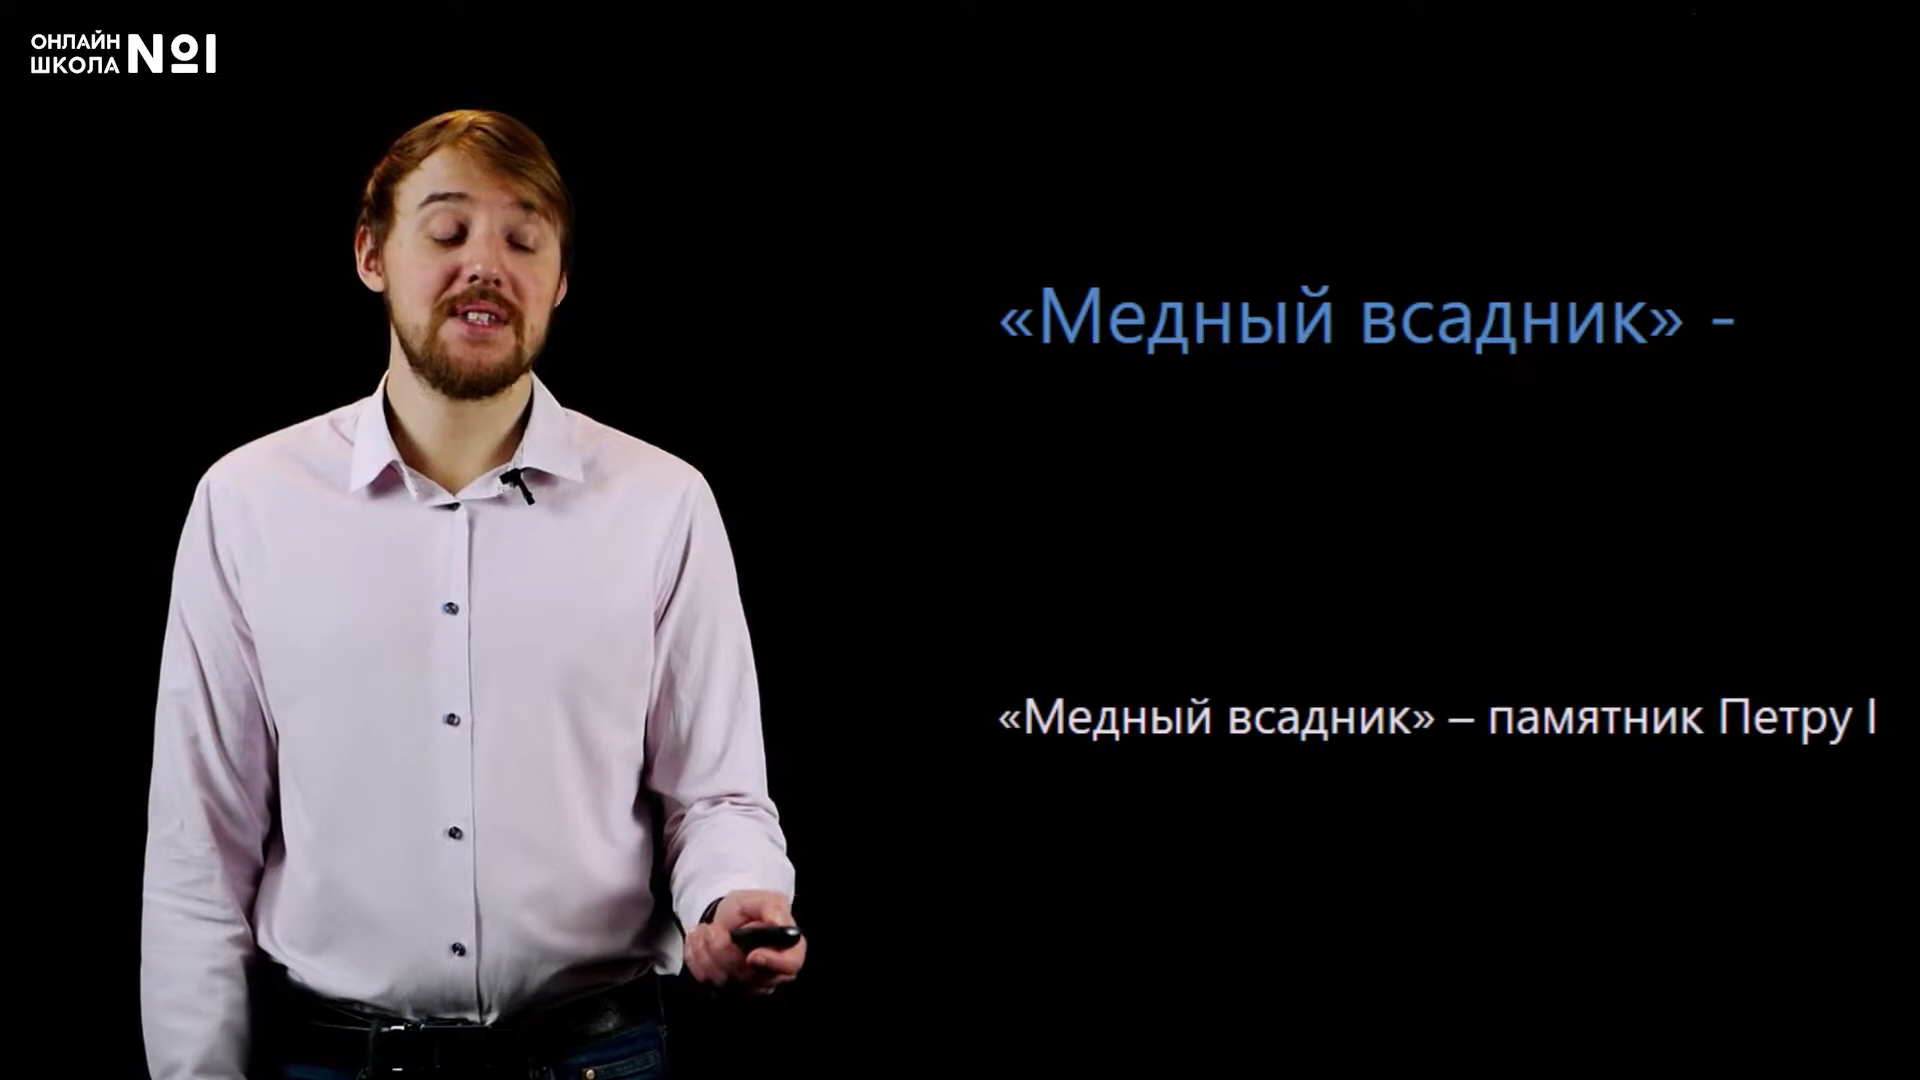 ОНЛАЙН
ШКОЛА №1
«Медный всадник» -
«Медный всадник» – памятник Петру I